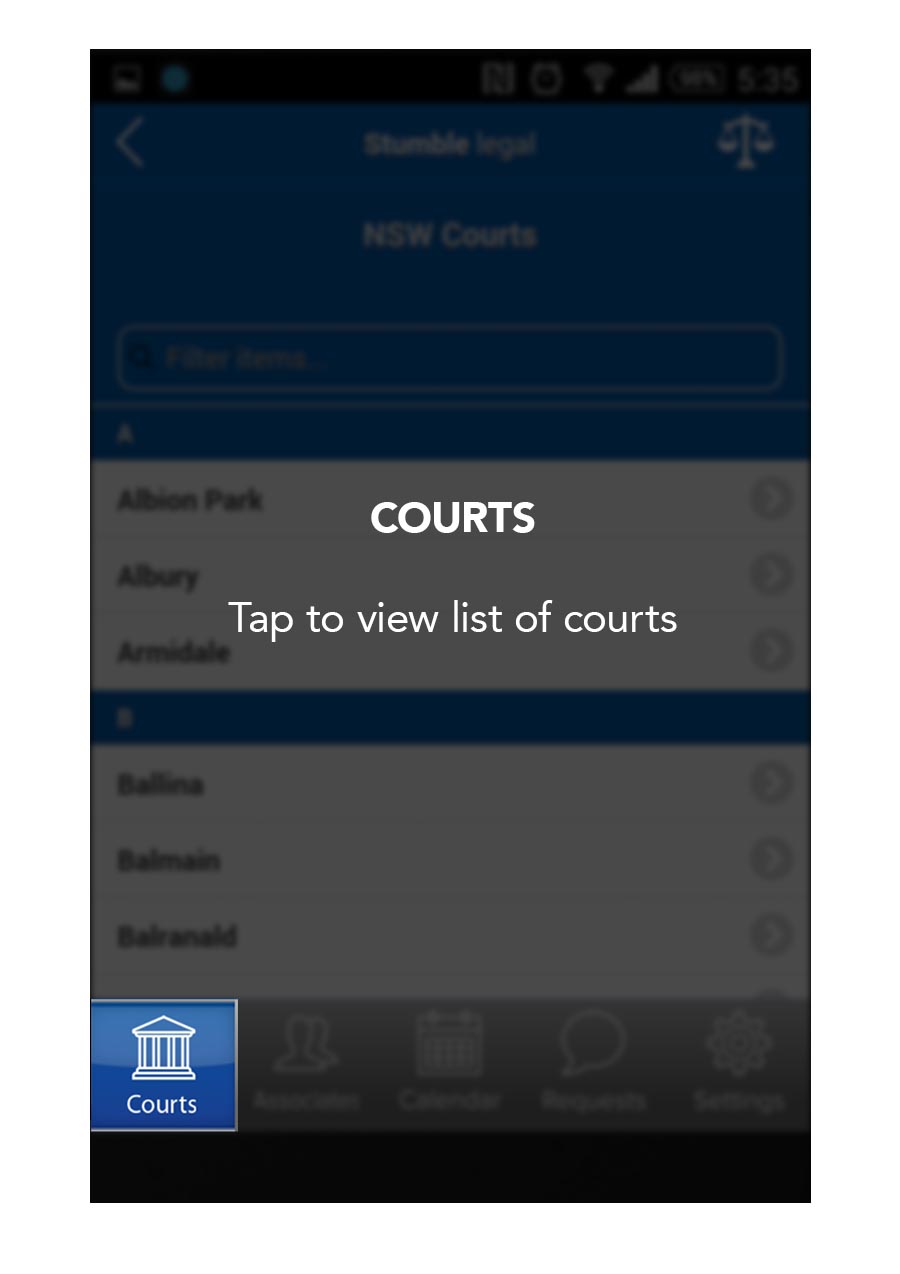 98% 5:35
Stumble legal
NSW Courts
Filter items...
A
Albion Park
COURTS
Albury
Tap to view list of courts
Armidale
B
Ballina
Balmain
Balranald
Courts Associates Calendar Requests Settings